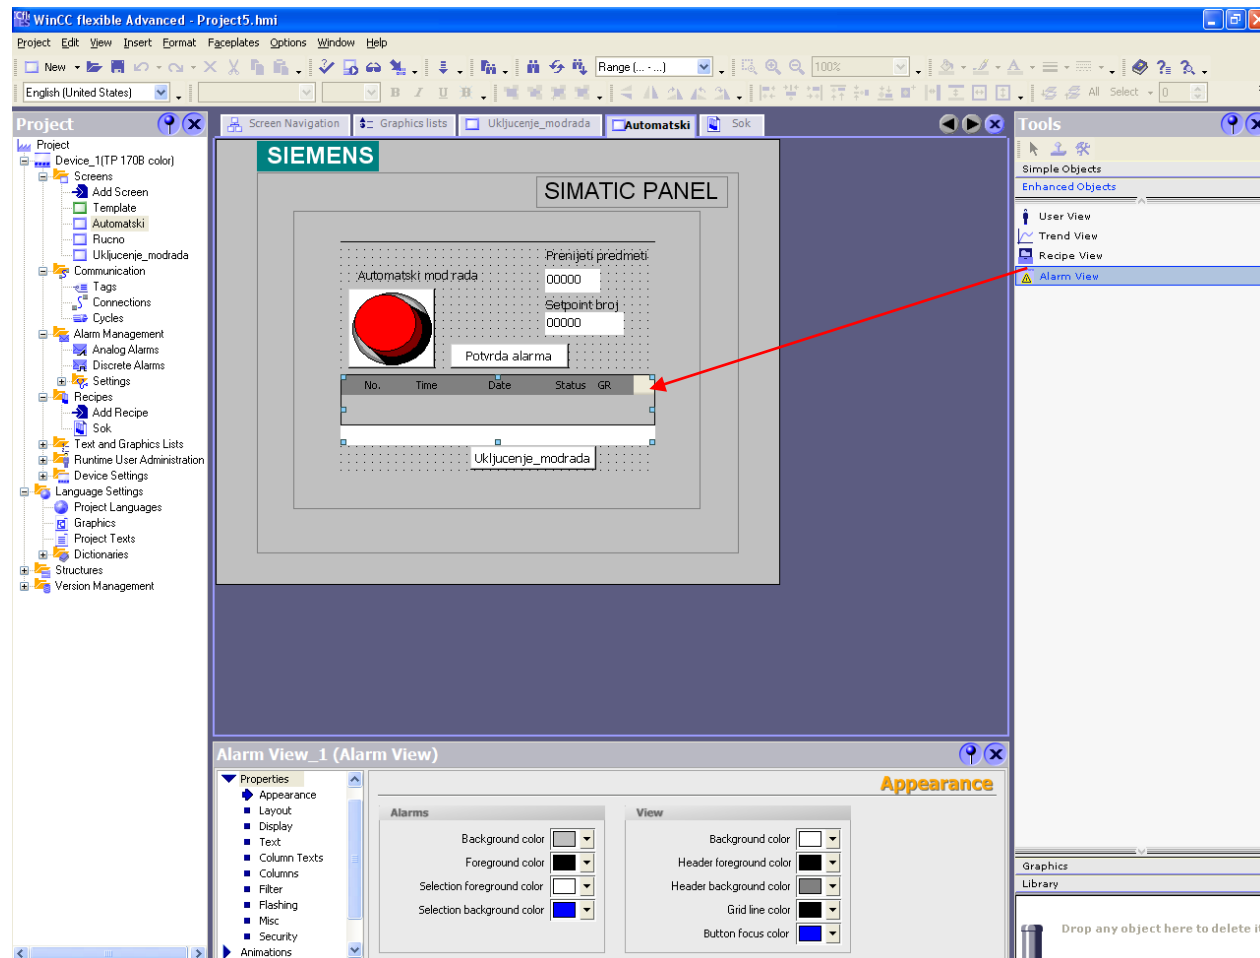 WinCC flexible Advanced - Project5.hmi
Project Edit View Insert Format Faceplates Options Window Help
New Range (... - ...) 100%
English (United States) B I U B All Select 0
Project
Screen Navigation Graphics lists Ukljucenje_modrada Automatski Sok
Tools
Project
Device_1(TP 170B color)
Screens
Add Screen
Template
Automatski
Rucno
Ukljucenje_modrada
Communication
Tags
Connections
Cycles
Alarm Management
Analog Alarms
Discrete Alarms
Settings
Recipes
Add Recipe
Sok
Text and Graphics Lists
Runtime User Administration
Device Settings
Language Settings
Project Languages
Graphics
Project Texts
Dictionaries
Structures
Version Management
SIEMENS
SIMATIC PANEL
Prenijeti predmeti
Automatski mod rada
00000
Setpoint broj
00000
Potvrda alarma
No. Time Date Status GR
Ukljucenje_modrada
Simple Objects
Enhanced Objects
User View
Trend View
Recipe View
Alarm View
Graphics
Library
Drop any object here to delete it
Alarm View_1 (Alarm View)
Properties
Appearance
Layout
Display
Text
Column Texts
Columns
Filter
Flashing
Misc
Security
Animations
Appearance
Alarms
Background color
Foreground color
Selection foreground color
Selection background color
View
Background color
Header foreground color
Header background color
Grid line color
Button focus color